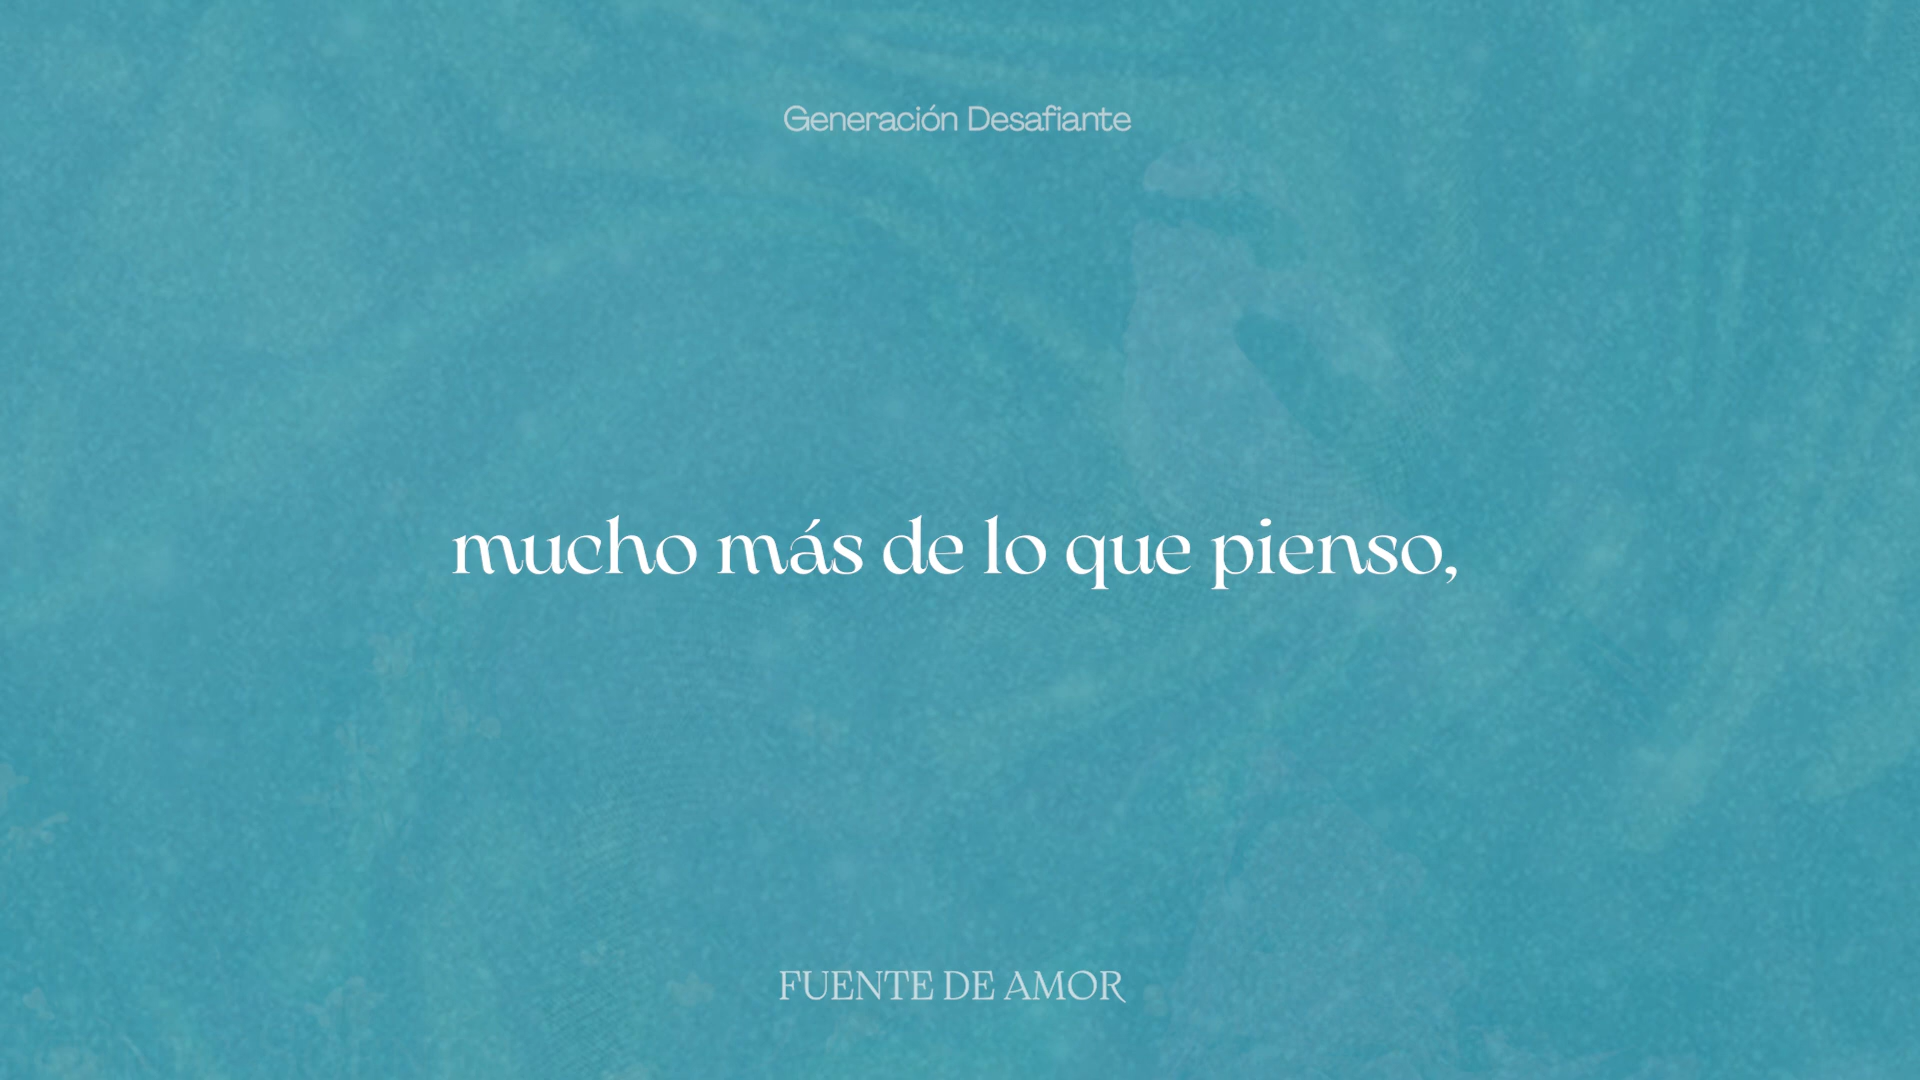 Generación Desafiante
mucho más de lo que pienso,
FUENTE DE AMOR